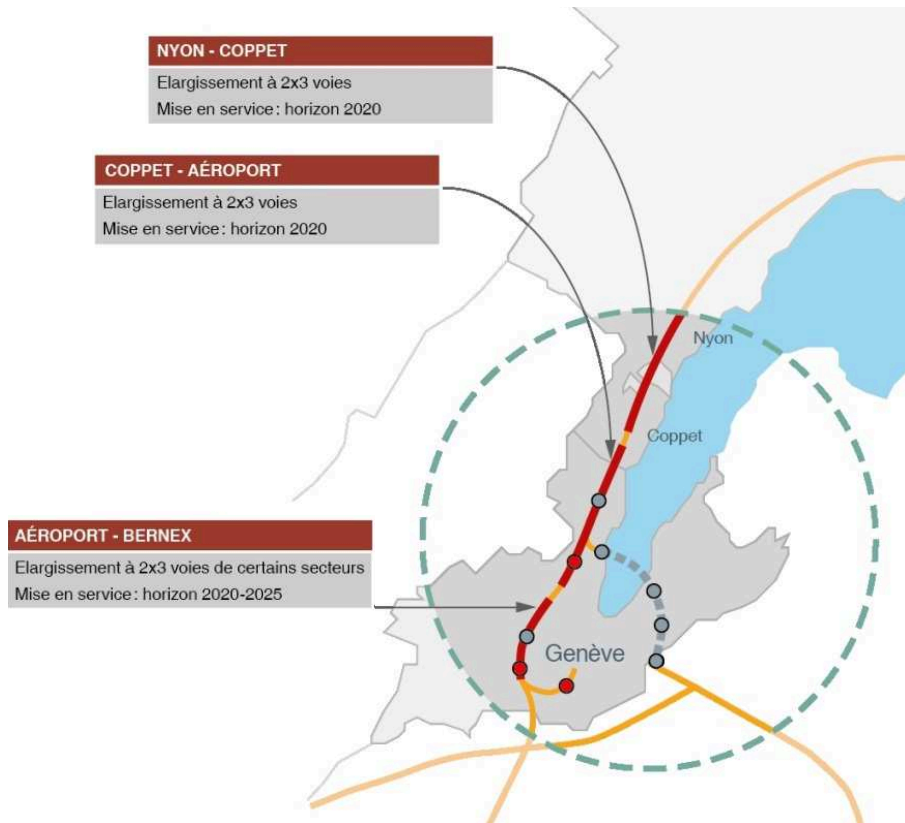 NYON - COPPET
Elargissement à 2x3 voies
Mise en service : horizon 2020
COPPET - AÉROPORT
Elargissement à 2x3 voies
Mise en service : horizon 2020
Nyon
Coppet
AÉROPORT - BERNEX
Elargissement à 2x3 voies de certains secteurs
Mise en service : horizon 2020-2025
Genève